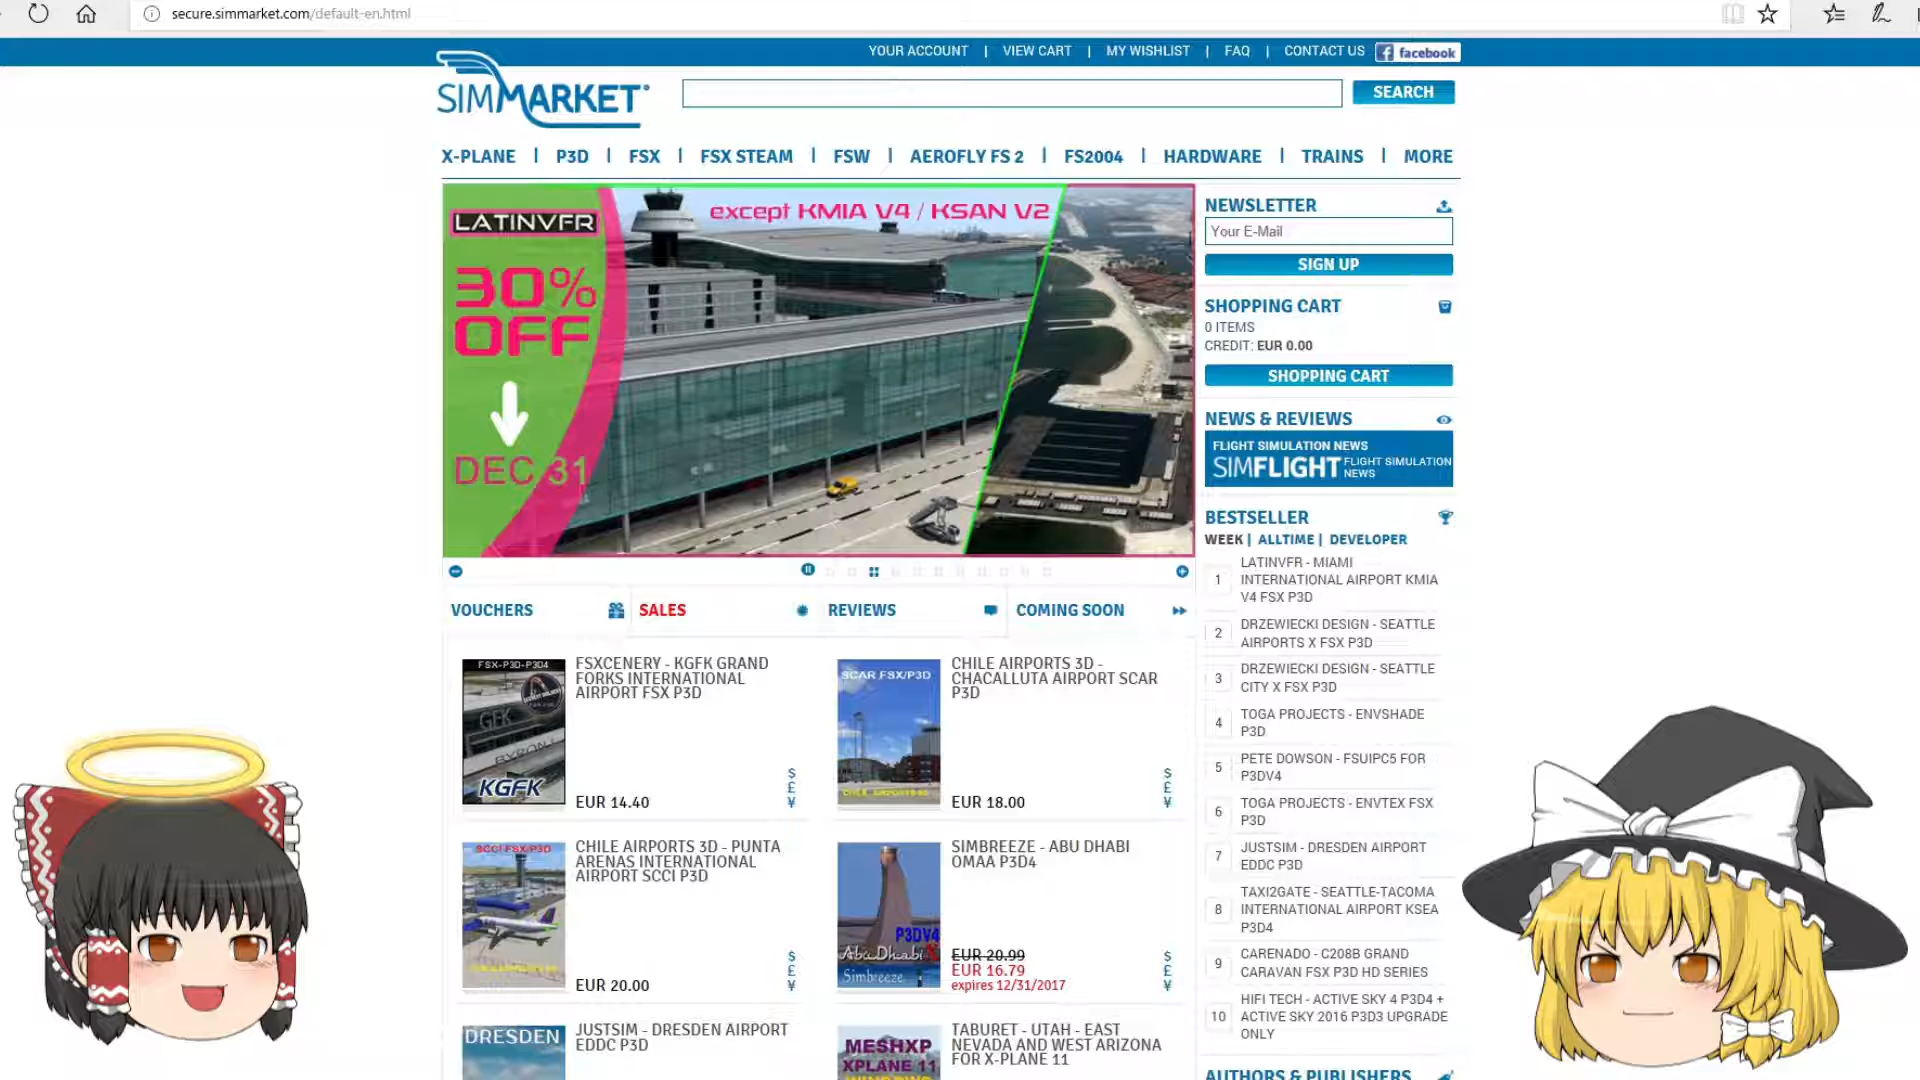 secure.simmarket.com/default-en.html
YOUR ACCOUNT | VIEW CART | MY WISHLIST | FAQ | CONTACT US facebook
SIMMARKET
SEARCH
X-PLANE | P3D | FSX | FSX STEAM | FSW | AEROFLY FS 2 | FS2004 | HARDWARE | TRAINS | MORE
LATINVFR
except KMIA V4 / KSAN V2
30%
OFF
DEC 31
NEWSLETTER
Your E-Mail
SIGN UP
SHOPPING CART
0 ITEMS
CREDIT: EUR 0.00
SHOPPING CART
NEWS & REVIEWS
FLIGHT SIMULATION NEWS
SIMFLIGHT FLIGHT SIMULATION
NEWS
BESTSELLER
WEEK | ALLTIME | DEVELOPER
1 LATINVFR - MIAMI
INTERNATIONAL AIRPORT KMIA
V4 FSX P3D
2 DRZEWIECKI DESIGN - SEATTLE
AIRPORTS X FSX P3D
3 DRZEWIECKI DESIGN - SEATTLE
CITY X FSX P3D
4 TOGA PROJECTS - ENVSHADE
P3D
5 PETE DOWSON - FSUIPC5 FOR
P3DV4
6 TOGA PROJECTS - ENVTEX FSX
P3D
7 JUSTSIM - DRESDEN AIRPORT
EDDC P3D
8 TAXI2GATE - SEATTLE-TACOMA
INTERNATIONAL AIRPORT KSEA
P3D4
9 CARENADO - C208B GRAND
CARAVAN FSX P3D HD SERIES
10 HIFI TECH - ACTIVE SKY 4 P3D4 +
ACTIVE SKY 2016 P3D3 UPGRADE
ONLY
AUTHORS & PUBLISHERS
VOUCHERS
SALES
REVIEWS
COMING SOON
FSX-P3D-P3D4
GFK
KGFK
FSXCENERY - KGFK GRAND
FORKS INTERNATIONAL
AIRPORT FSX P3D
EUR 14.40
$
£
¥
SCAR FSX/P3D
CHILE AIRPORTS 3D -
CHACALLUTA AIRPORT SCAR
P3D
EUR 18.00
$
£
¥
SCCI FSX/P3D
CHILE AIRPORTS 3D - PUNTA
ARENAS INTERNATIONAL
AIRPORT SCCI P3D
EUR 20.00
$
£
¥
P3DV4
Abu Dhabi
Simbreeze
SIMBREEZE - ABU DHABI
OMAA P3D4
EUR 20.99
EUR 16.79
expires 12/31/2017
$
£
¥
DRESDEN
JUSTSIM - DRESDEN AIRPORT
EDDC P3D
MESHXP
XPLANE 11
TABURET - UTAH - EAST
NEVADA AND WEST ARIZONA
FOR X-PLANE 11